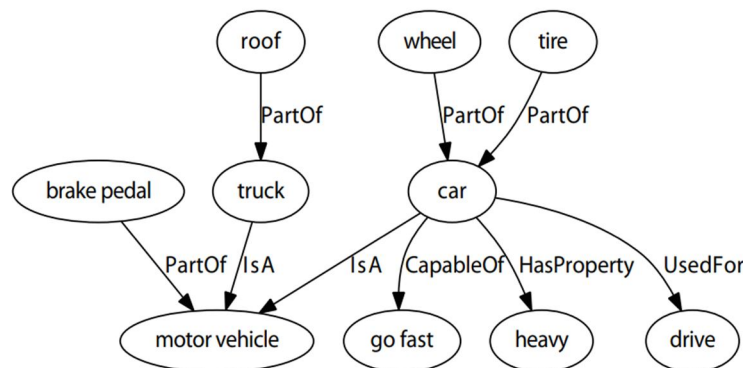 roof wheel tire
PartOf PartOf PartOf
brake pedal truck car
PartOf IsA IsA CapableOf HasProperty UsedFor
motor vehicle go fast heavy drive